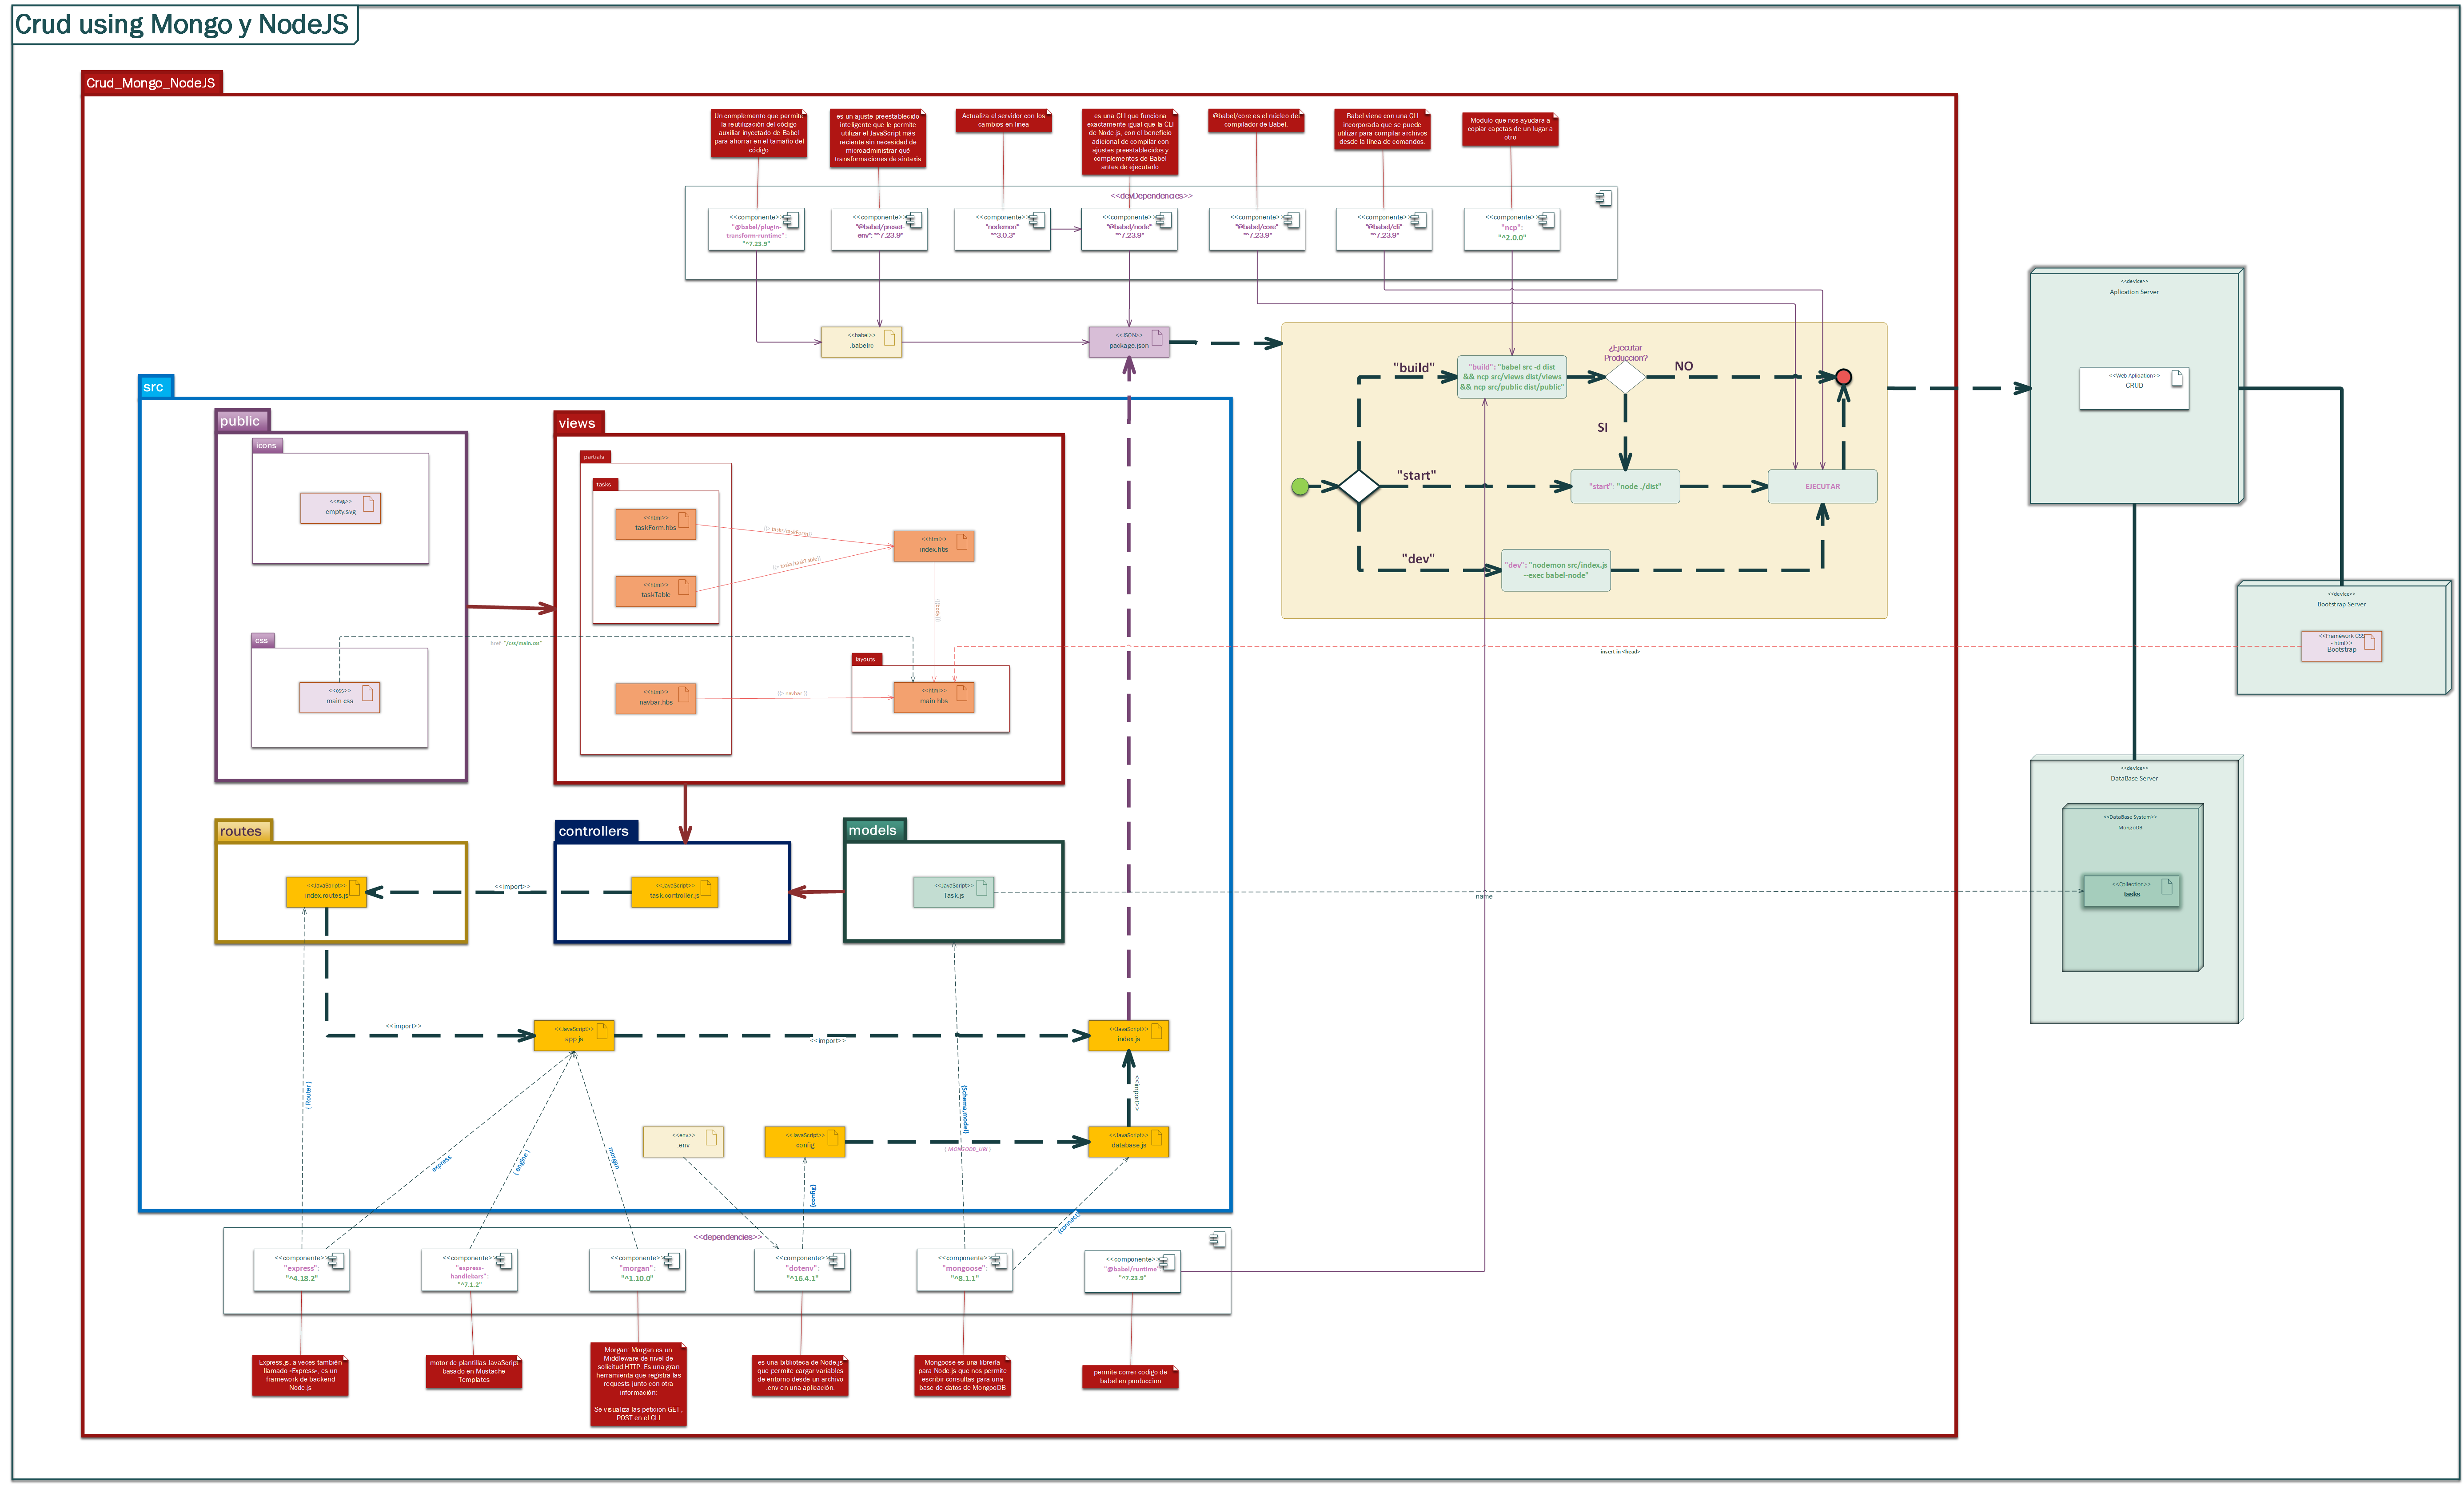 Crud using Mongo y NodeJS
Crud_Mongo_NodeJS
Un complemento que permite
la reutilización del código
auxiliar inyectado de Babel
para ahorrar en el tamaño del
código
es un ajuste preestablecido
inteligente que le permite
utilizar el JavaScript más
reciente sin necesidad de
microadministrar qué
transformaciones de sintaxis
Actualiza el servidor con los
cambios en linea
es una CLI que funciona
exactamente igual que la CLI
de Node.js, con el beneficio
adicional de compilar con
ajustes preestablecidos y
complementos de Babel
antes de ejecutarlo
@babel/core es el núcleo del
compilador de Babel.
Babel viene con una CLI
incorporada que se puede
utilizar para compilar archivos
desde la línea de comandos.
Modulo que nos ayudara a
copiar capetas de un lugar a
otro
<<devDependencies>>
<<componente>>
"@babel/plugin-
transform-runtime":
"^7.23.9"
<<componente>>
"@babel/preset-
env": "^7.23.9"
<<componente>>
"nodemon":
"^3.0.3"
<<componente>>
"@babel/node":
"^7.23.9"
<<componente>>
"@babel/core":
"^7.23.9"
<<componente>>
"@babel/cli":
"^7.23.9"
<<componente>>
"ncp":
"^2.0.0"
<<babel>>
.babelrc
<<JSON>>
package.json
"build"
"build": "babel src -d dist
&& ncp src/views dist/views
&& ncp src/public dist/public"
¿Ejecutar
Produccion?
NO
SI
"start"
"start": "node ./dist"
EJECUTAR
"dev"
"dev": "nodemon src/index.js
--exec babel-node"
<<device>>
Aplication Server
<<Web Aplication>>
CRUD
<<device>>
Bootstrap Server
<<Framework CSS
- html>>
Bootstrap
insert in <head>
<<device>>
DataBase Server
<<DataBase System>>
MongoDB
<<Collection>>
tasks
src
public
icons
<<svg>>
empty.svg
css
<<css>>
main.css
href="/css/main.css"
views
partials
tasks
<<html>>
taskForm.hbs
{{> tasks/taskForm}}
<<html>>
taskTable
{{> tasks/taskTable}}
<<html>>
index.hbs
{{{body}}}
<<html>>
navbar.hbs
{{> navbar }}
layouts
<<html>>
main.hbs
routes
<<JavaScript>>
index.routes.js
<<import>>
controllers
<<JavaScript>>
task.controller.js
models
<<JavaScript>>
Task.js
name
<<import>>
<<JavaScript>>
app.js
<<import>>
<<JavaScript>>
index.js
<<import>>
{ Router }
express
{ engine }
morgan
<<env>>
.env
<<JavaScript>>
config
{config}
{ MONGODB_URI }
{Schema,model}
<<JavaScript>>
database.js
{connect}
<<dependencies>>
<<componente>>
"express":
"^4.18.2"
<<componente>>
"express-
handlebars":
"^7.1.2"
<<componente>>
"morgan":
"^1.10.0"
<<componente>>
"dotenv":
"^16.4.1"
<<componente>>
"mongoose":
"^8.1.1"
<<componente>>
"@babel/runtime"
"^7.23.9"
Express.js, a veces también
llamado «Express», es un
framework de backend
Node.js
motor de plantillas JavaScript
basado en Mustache
Templates
Morgan: Morgan es un
Middleware de nivel de
solicitud HTTP. Es una gran
herramienta que registra las
requests junto con otra
información:
Se visualiza las peticion GET ,
POST en el CLI
es una biblioteca de Node.js
que permite cargar variables
de entorno desde un archivo
.env en una aplicación.
Mongoose es una librería
para Node.js que nos permite
escribir consultas para una
base de datos de MongooDB
permite correr codigo de
babel en produccion